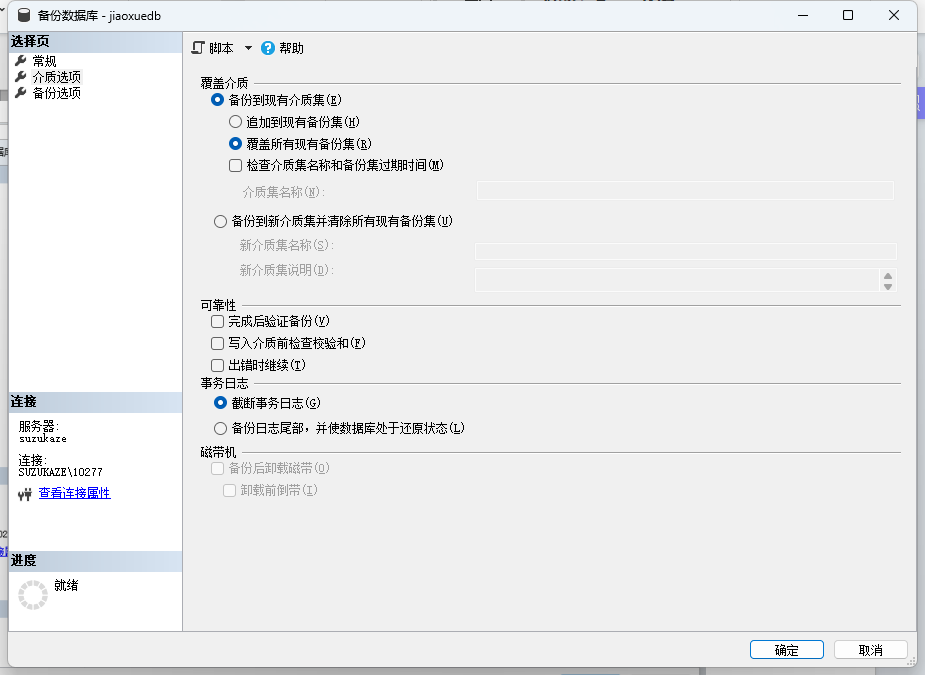 备份数据库 - jiaoxuedb
选择页
常规
介质选项
备份选项
脚本
帮助
覆盖介质
备份到现有介质集(E)
追加到现有备份集(H)
覆盖所有现有备份集(R)
检查介质集名称和备份集过期时间(M)
介质集名称(N):
备份到新介质集并清除所有现有备份集(U)
新介质集名称(S):
新介质集说明(D):
可靠性
完成后验证备份(V)
写入介质前检查校验和(F)
出错时继续(T)
事务日志
截断事务日志(G)
备份日志尾部，并使数据库处于还原状态(L)
磁带机
备份后卸载磁带(O)
卸载前倒带(I)
连接
服务器:
suzukaze
连接:
SUZUKAZE\10277
查看连接属性
进度
就绪
确定
取消